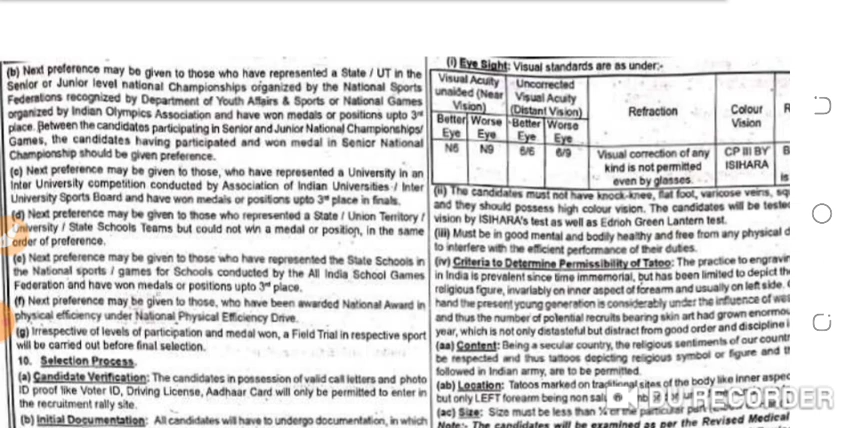 (b) Next preference may be given to those who have represented a State / UT in the
Senior or Junior level national Championships organized by the National Sports
Federations recognized by Department of Youth Affairs & Sports or National Games
organized by Indian Olympics Association and have won medals or positions upto 3rd
place. Between the candidates participating in Senior and Junior National Championships/
Games, the candidates having participated and won medal in Senior National
Championship should be given preference.
(c) Next preference may be given to those, who have represented a University in an
Inter University competition conducted by Association of Indian Universities / Inter
University Sports Board and have won medals or positions upto 3rd place in finals.
(d) Next preference may be given to those who represented a State / Union Territory /
University / State Schools Teams but could not win a medal or position, in the same
order of preference.
(e) Next preference may be given to those who have represented the State Schools in
the National sports / games for Schools conducted by the All India School Games
Federation and have won medals or positions upto 3rd place.
(f) Next preference may be given to those, who have been awarded National Award in
physical efficiency under National Physical Efficiency Drive.
(g) Irrespective of levels of participation and medal won, a Field Trial in respective sport
will be carried out before final selection.
10. Selection Process.
(a) Candidate Verification: The candidates in possession of valid call letters and photo
ID proof like Voter ID, Driving License, Aadhaar Card will only be permitted to enter in
the recruitment rally site.
(b) Initial Documentation: All candidates will have to undergo documentation, in which
(i) Eye Sight: Visual standards are as under:-
Visual Acuity unaided (Near Vision)
Uncorrected Visual Acuity (Distant Vision)
Refraction
Colour Vision
R
Better Eye
Worse Eye
Better Eye
Worse Eye
N6
N9
6/6
6/9
Visual correction of any kind is not permitted even by glasses.
CP III BY ISIHARA
B
is
(ii) The candidates must not have knock-knee, flat foot, varicose veins, squ
and they should possess high colour vision. The candidates will be tested
vision by ISIHARA's test as well as Edrioh Green Lantern test.
(iii) Must be in good mental and bodily healthy and free from any physical d
to interfere with the efficient performance of their duties.
(iv) Criteria to Determine Permissibility of Tatoo: The practice to engravin
in India is prevalent since time immemorial, but has been limited to depict the
religious figure, invariably on inner aspect of forearm and usually on left side.
hand the present young generation is considerably under the influence of wes
and thus the number of potential recruits bearing skin art had grown enormou
year, which is not only distasteful but distract from good order and discipline i
(aa) Content: Being a secular country, the religious sentiments of our count
be respected and thus tattoos depicting religious symbol or figure and th
followed in Indian army, are to be permitted.
(ab) Location: Tatoos marked on traditional sites of the body like inner aspec
but only LEFT forearm being non sal
(ac) Size: Size must be less than ¼ of the particular part
Note:- The candidates will be examined as per the Revised Medical
DU RECORDER